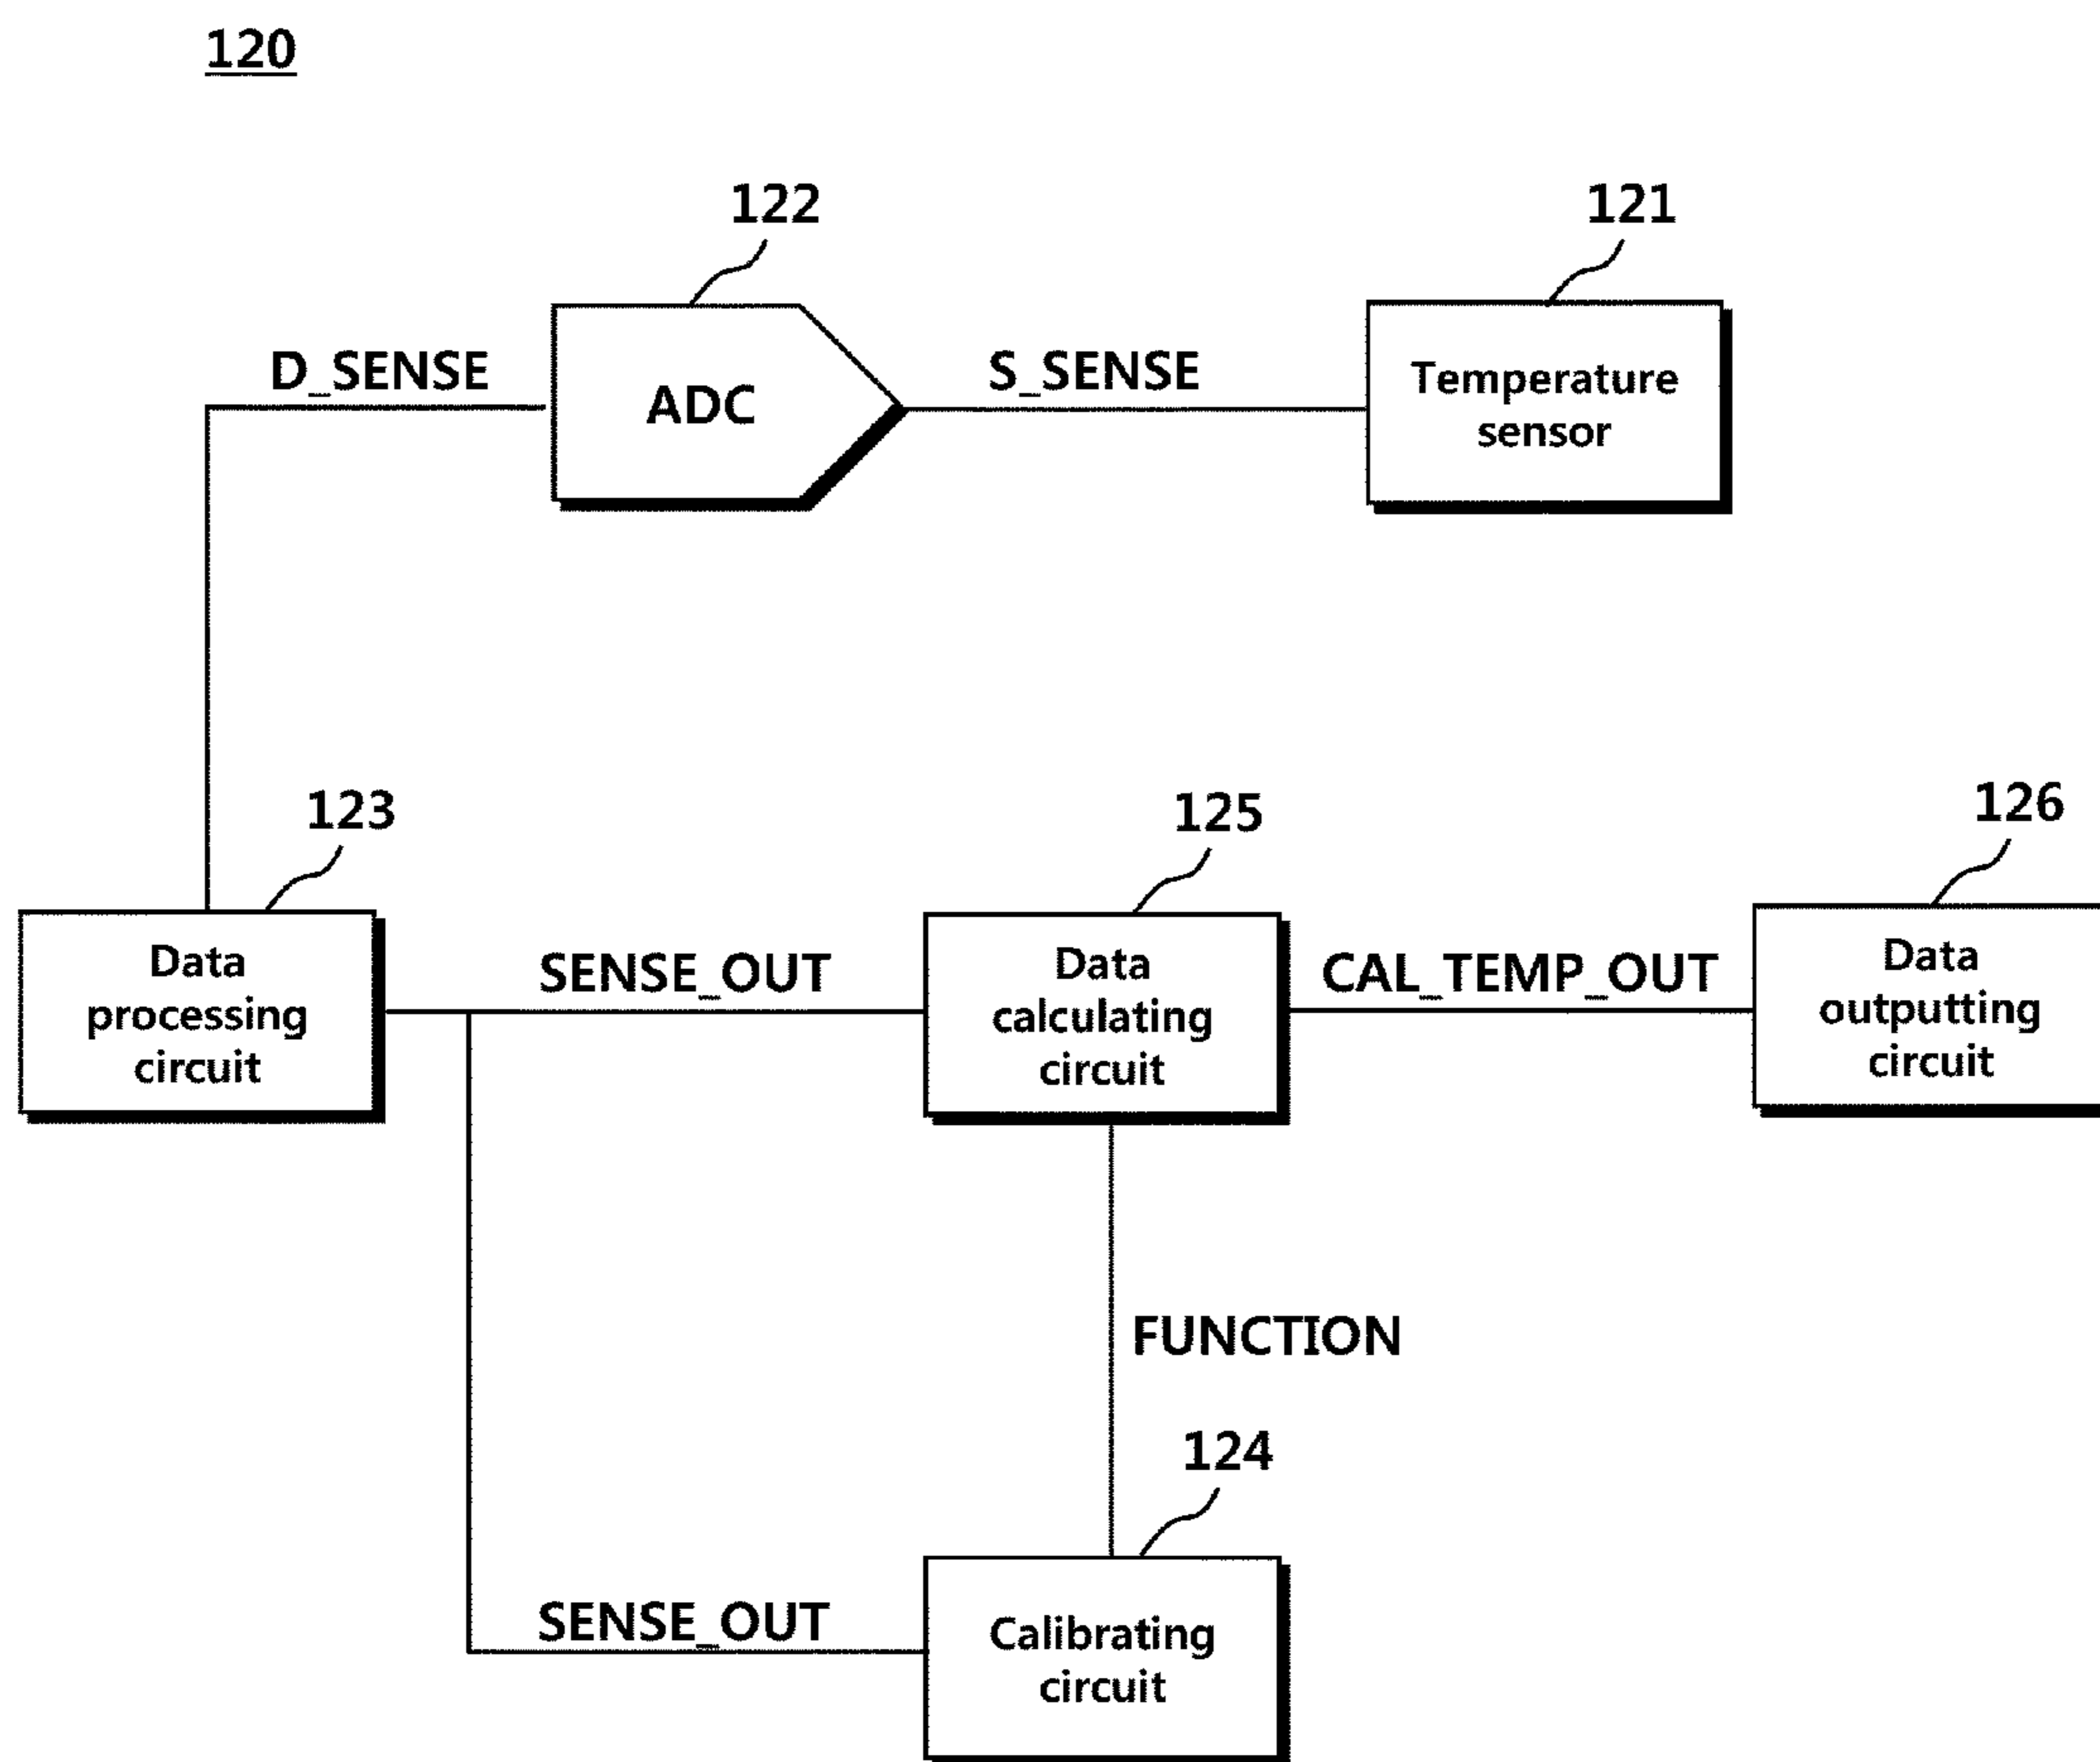 120
122
121
D_SENSE
ADC
S_SENSE
Temperature
sensor
123
125
126
Data
processing
circuit
SENSE_OUT
Data
calculating
circuit
CAL_TEMP_OUT
Data
outputting
circuit
FUNCTION
124
SENSE_OUT
Calibrating
circuit